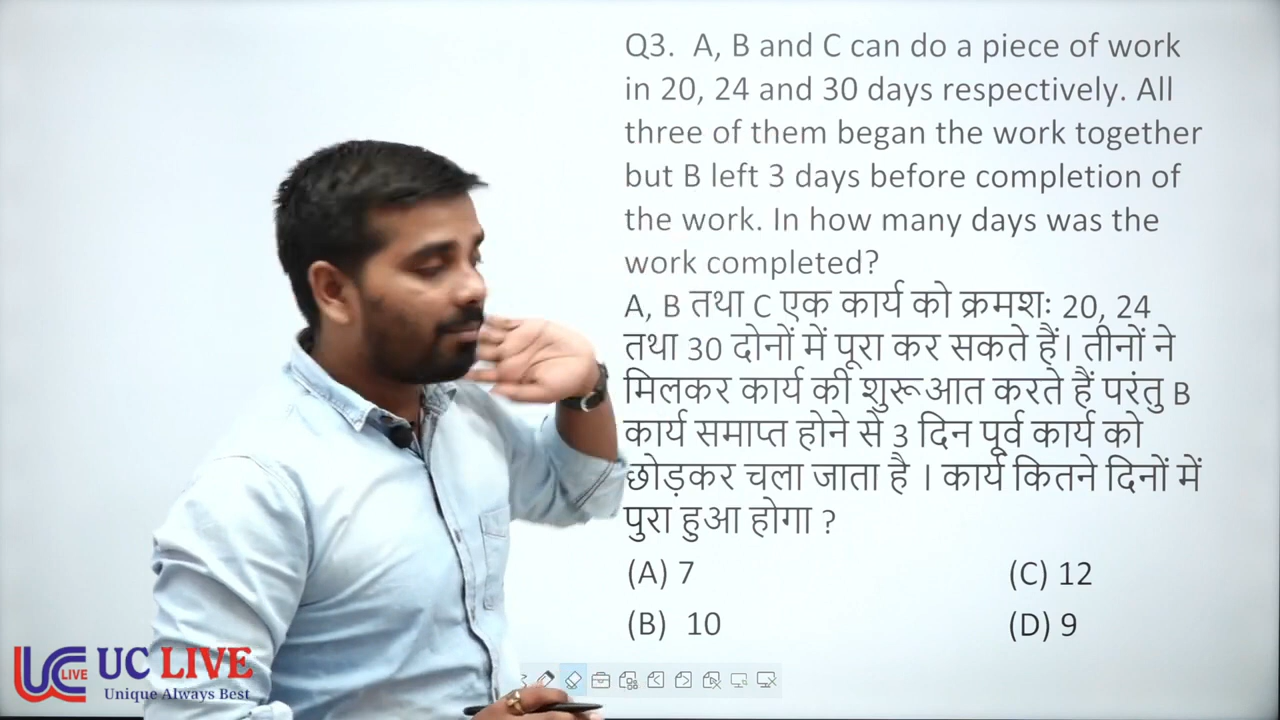 Q3. A, B and C can do a piece of work
in 20, 24 and 30 days respectively. All
three of them began the work together
but B left 3 days before completion of
the work. In how many days was the
work completed?
A, B तथा C एक कार्य को क्रमशः 20, 24
तथा 30 दोनों में पूरा कर सकते हैं। तीनों ने
मिलकर कार्य की शुरूआत करते हैं परंतु B
कार्य समाप्त होने से 3 दिन पूर्व कार्य को
छोड़कर चला जाता है । कार्य कितने दिनों में
पुरा हुआ होगा ?
(A) 7
(C) 12
(B) 10
(D) 9
UC LIVE UC LIVE
Unique Always Best